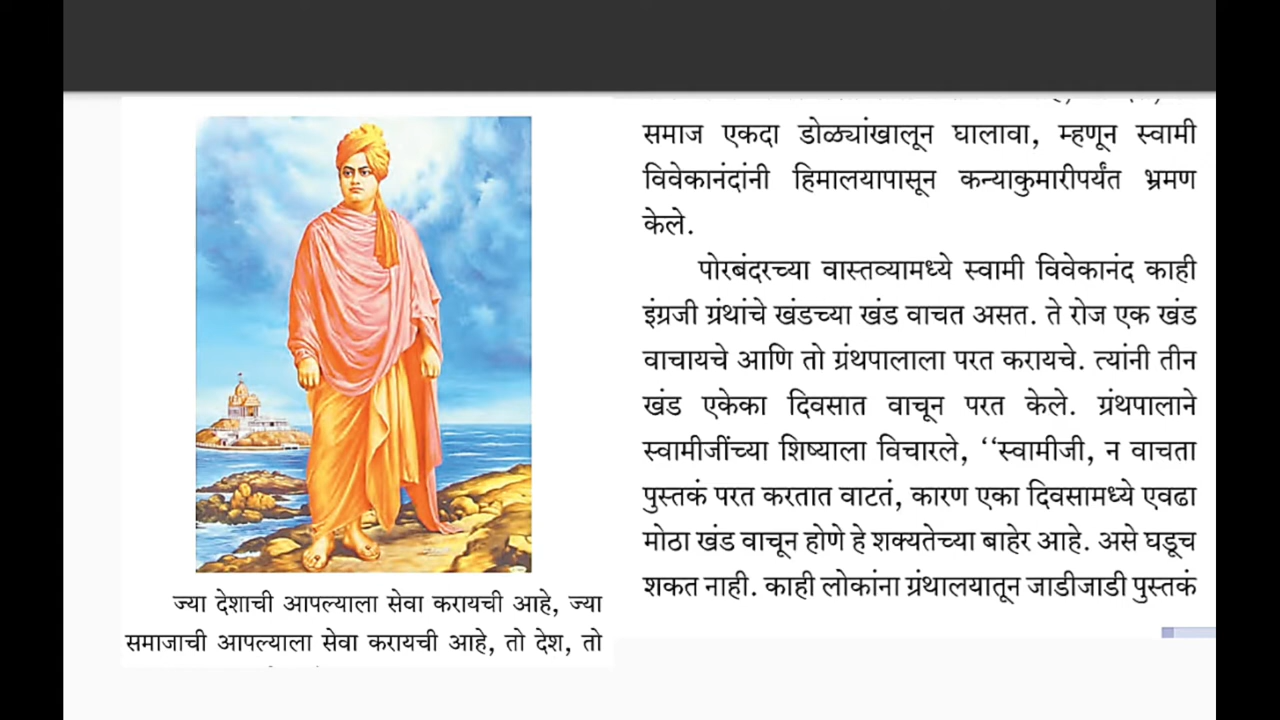 ज्या देशाची आपल्याला सेवा करायची आहे, ज्या
समाजाची आपल्याला सेवा करायची आहे, तो देश, तो
समाज एकदा डोळ्यांखालून घालावा, म्हणून स्वामी
विवेकानंदांनी हिमालयापासून कन्याकुमारीपर्यंत भ्रमण
केले.
पोरबंदरच्या वास्तव्यामध्ये स्वामी विवेकानंद काही
इंग्रजी ग्रंथांचे खंडच्या खंड वाचत असत. ते रोज एक खंड
वाचायचे आणि तो ग्रंथपालाला परत करायचे. त्यांनी तीन
खंड एकेका दिवसात वाचून परत केले. ग्रंथपालाने
स्वामीजींच्या शिष्याला विचारले, ‘‘स्वामीजी, न वाचता
पुस्तकं परत करतात वाटतं, कारण एका दिवसामध्ये एवढा
मोठा खंड वाचून होणे हे शक्यतेच्या बाहेर आहे. असे घडूच
शकत नाही. काही लोकांना ग्रंथालयातून जाडीजाडी पुस्तकं